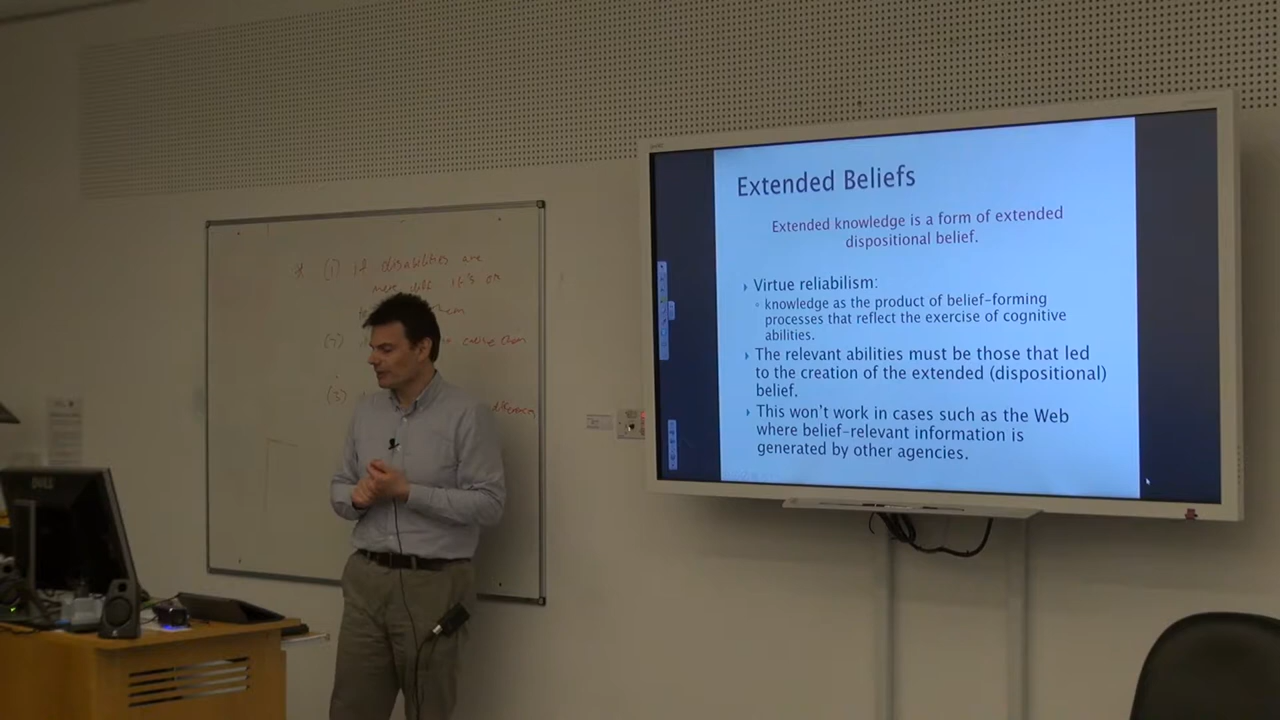 (1) If disabilities are
(2) cause them
(3)
DELL
Extended Beliefs
Extended knowledge is a form of extended
dispositional belief.
Virtue reliabilism:
knowledge as the product of belief-forming
processes that reflect the exercise of cognitive
abilities.
The relevant abilities must be those that led
to the creation of the extended (dispositional)
belief.
This won't work in cases such as the Web
where belief-relevant information is
generated by other agencies.